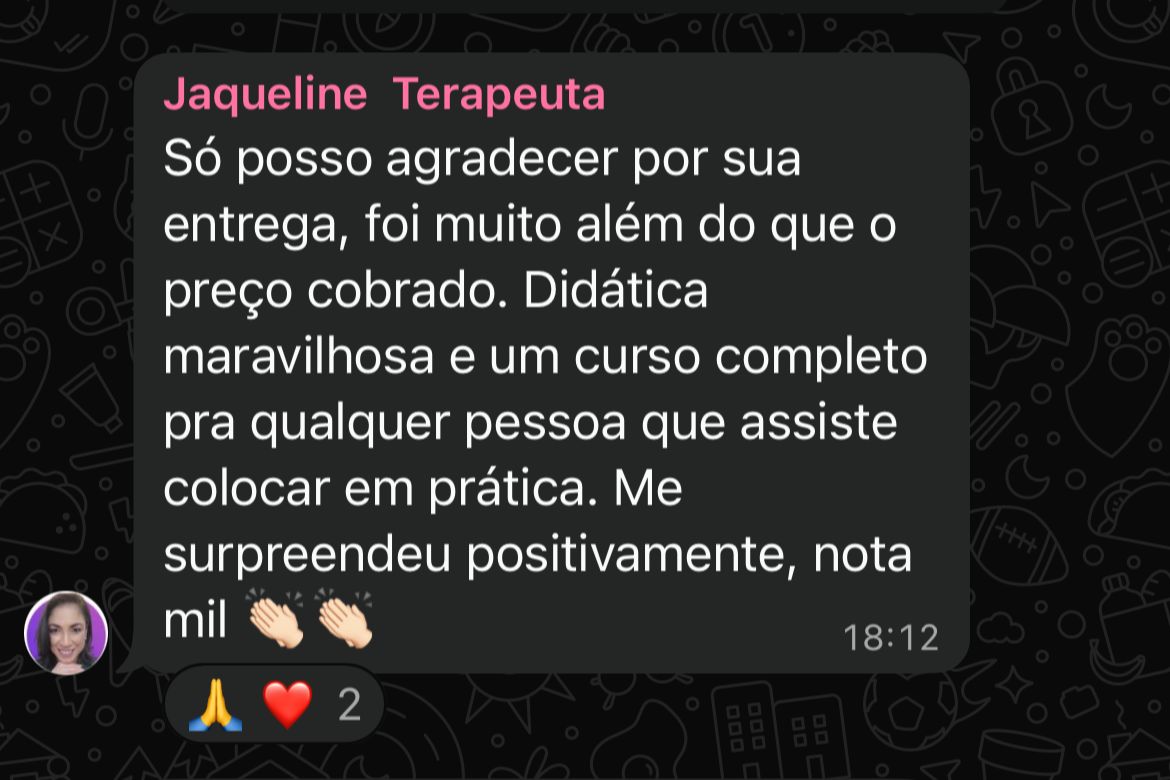 Jaqueline Terapeuta
Só posso agradecer por sua
entrega, foi muito além do que o
preço cobrado. Didática
maravilhosa e um curso completo
pra qualquer pessoa que assiste
colocar em prática. Me
surpreendeu positivamente, nota
mil 👏🏻👏🏻
18:12
🙏❤️ 2